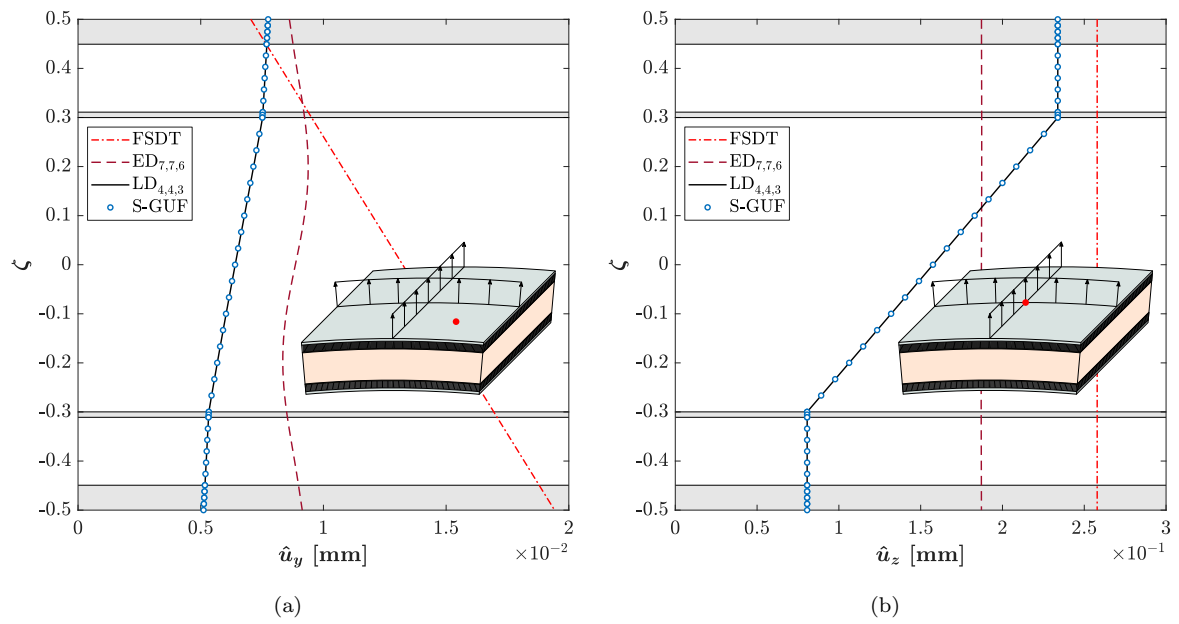 0.5
0.4
0.3
0.2
0.1
0
-0.1
-0.2
-0.3
-0.4
-0.5
ζ
FSDT
ED7,7,6
LD4,4,3
S-GUF
0 0.5 1 1.5 2
×10-2
ûy [mm]
(a)
0.5
0.4
0.3
0.2
0.1
0
-0.1
-0.2
-0.3
-0.4
-0.5
ζ
FSDT
ED7,7,6
LD4,4,3
S-GUF
0 0.5 1 1.5 2 2.5 3
×10-1
ûz [mm]
(b)